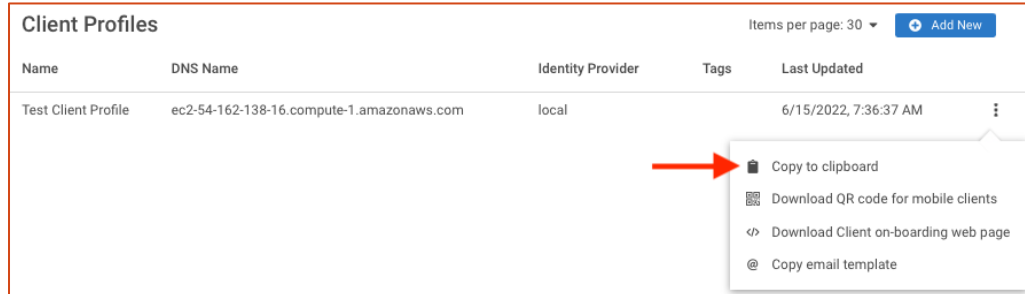 Client Profiles
Items per page: 30
Add New
Name DNS Name Identity Provider Tags Last Updated
Test Client Profile ec2-54-162-138-16.compute-1.amazonaws.com local 6/15/2022, 7:36:37 AM
Copy to clipboard
Download QR code for mobile clients
</> Download Client on-boarding web page
@ Copy email template